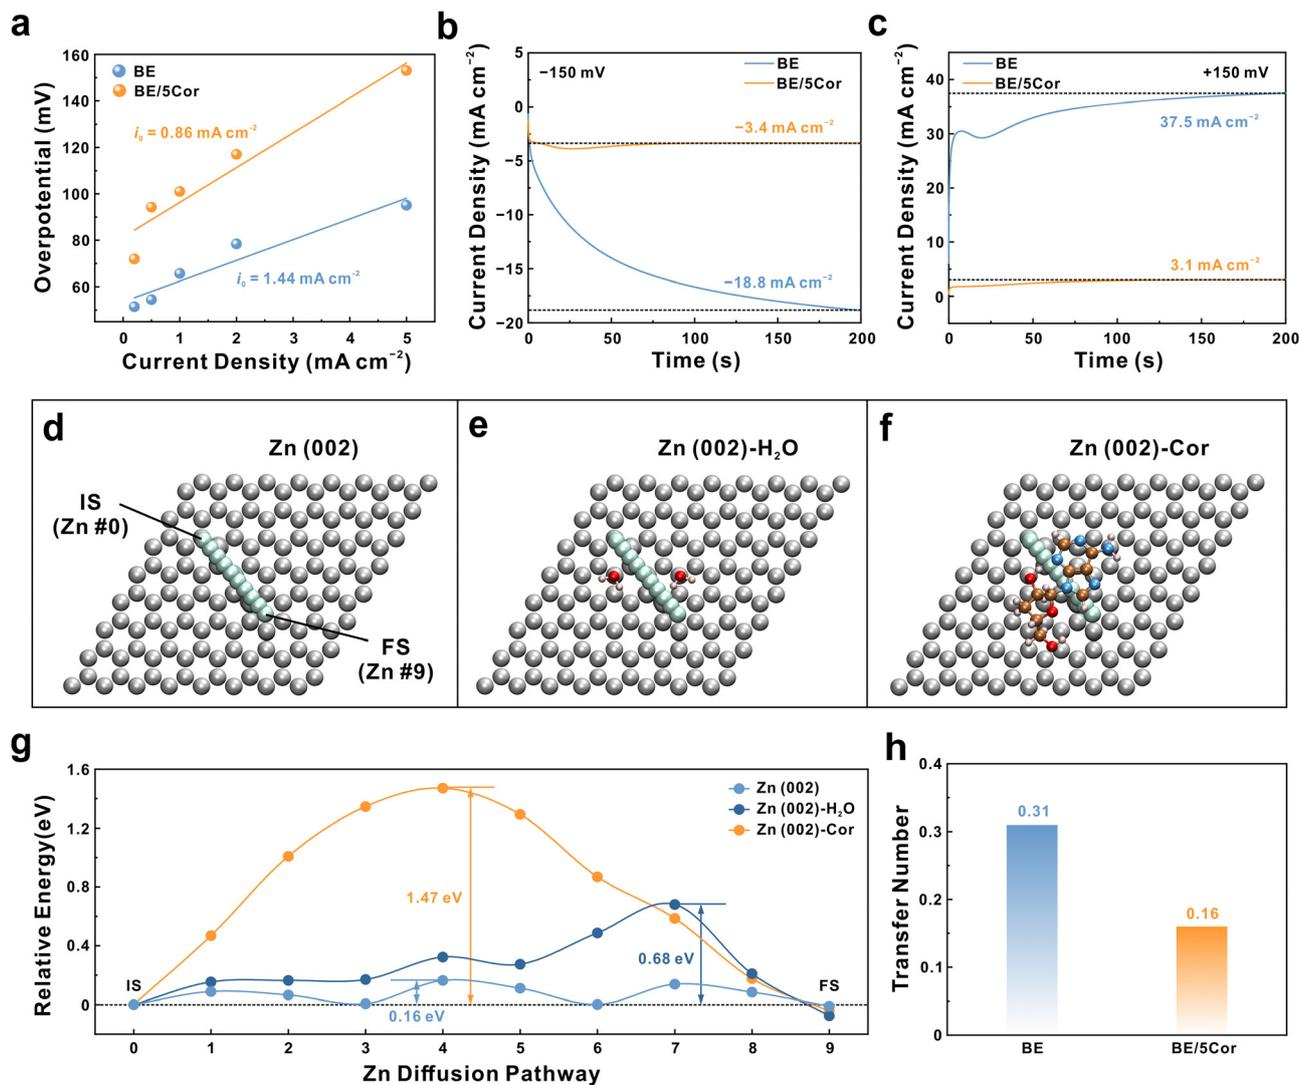 a
160
140
120
100
80
60
0
1
2
3
4
5
Overpotential (mV)
Current Density (mA cm⁻²)
BE
BE/5Cor
i₀ = 0.86 mA cm⁻²
i₀ = 1.44 mA cm⁻²
b
5
0
−5
−10
−15
−20
0
50
100
150
200
Current Density (mA cm⁻²)
Time (s)
−150 mV
BE
BE/5Cor
−3.4 mA cm⁻²
−18.8 mA cm⁻²
c
40
30
20
10
0
0
50
100
150
200
Current Density (mA cm⁻²)
Time (s)
BE
BE/5Cor
+150 mV
37.5 mA cm⁻²
3.1 mA cm⁻²
d
Zn (002)
IS
(Zn #0)
FS
(Zn #9)
e
Zn (002)-H₂O
f
Zn (002)-Cor
g
1.6
1.2
0.8
0.4
0
0
1
2
3
4
5
6
7
8
9
Relative Energy(eV)
Zn Diffusion Pathway
Zn (002)
Zn (002)-H₂O
Zn (002)-Cor
IS
FS
1.47 eV
0.68 eV
0.16 eV
h
0.4
0.3
0.2
0.1
0
Transfer Number
0.31
0.16
BE
BE/5Cor